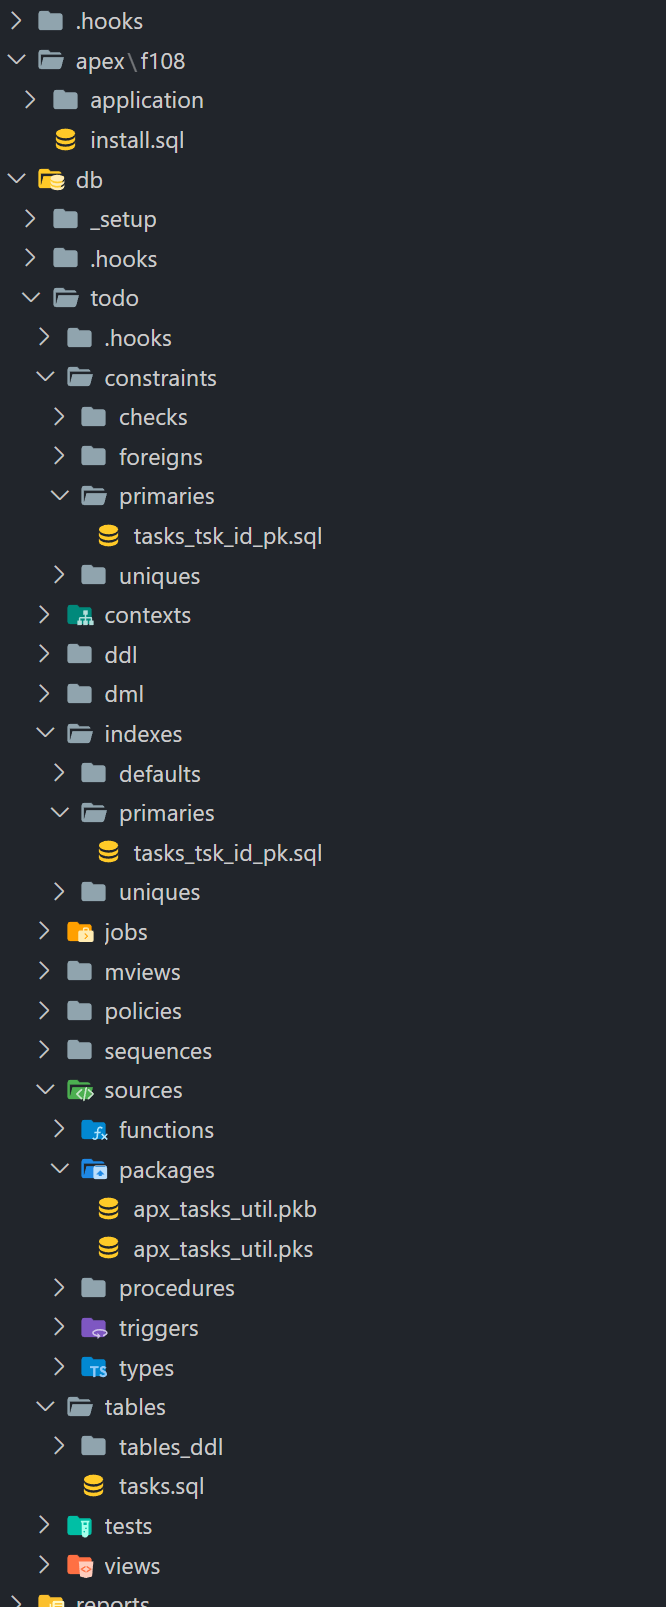 .hooks
apex\f108
application
install.sql
db
_setup
.hooks
todo
.hooks
constraints
checks
foreigns
primaries
tasks_tsk_id_pk.sql
uniques
contexts
ddl
dml
indexes
defaults
primaries
tasks_tsk_id_pk.sql
uniques
jobs
mviews
policies
sequences
sources
functions
packages
apx_tasks_util.pkb
apx_tasks_util.pks
procedures
triggers
types
tables
tables_ddl
tasks.sql
tests
views
reports